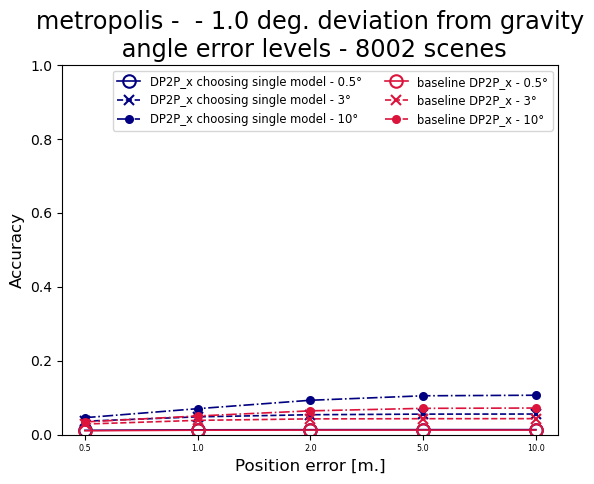 metropolis -  - 1.0 deg. deviation from gravity
angle error levels - 8002 scenes
DP2P_x choosing single model - 0.5°
DP2P_x choosing single model - 3°
DP2P_x choosing single model - 10°
baseline DP2P_x - 0.5°
baseline DP2P_x - 3°
baseline DP2P_x - 10°
1.0
0.8
0.6
0.4
0.2
0.0
Accuracy
0.5 1.0 2.0 5.0 10.0
Position error [m.]